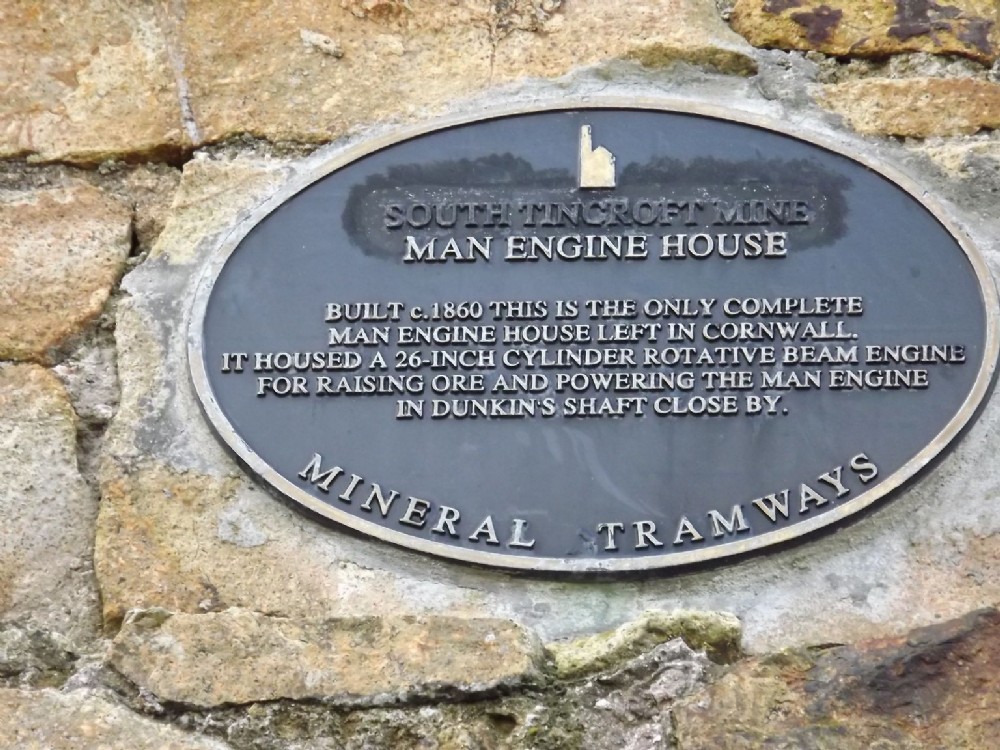 SOUTH TINCROFT MINE
MAN ENGINE HOUSE
BUILT c.1860 THIS IS THE ONLY COMPLETE
MAN ENGINE HOUSE LEFT IN CORNWALL.
IT HOUSED A 26-INCH CYLINDER ROTATIVE BEAM ENGINE
FOR RAISING ORE AND POWERING THE MAN ENGINE
IN DUNKIN'S SHAFT CLOSE BY.
MINERAL TRAMWAYS